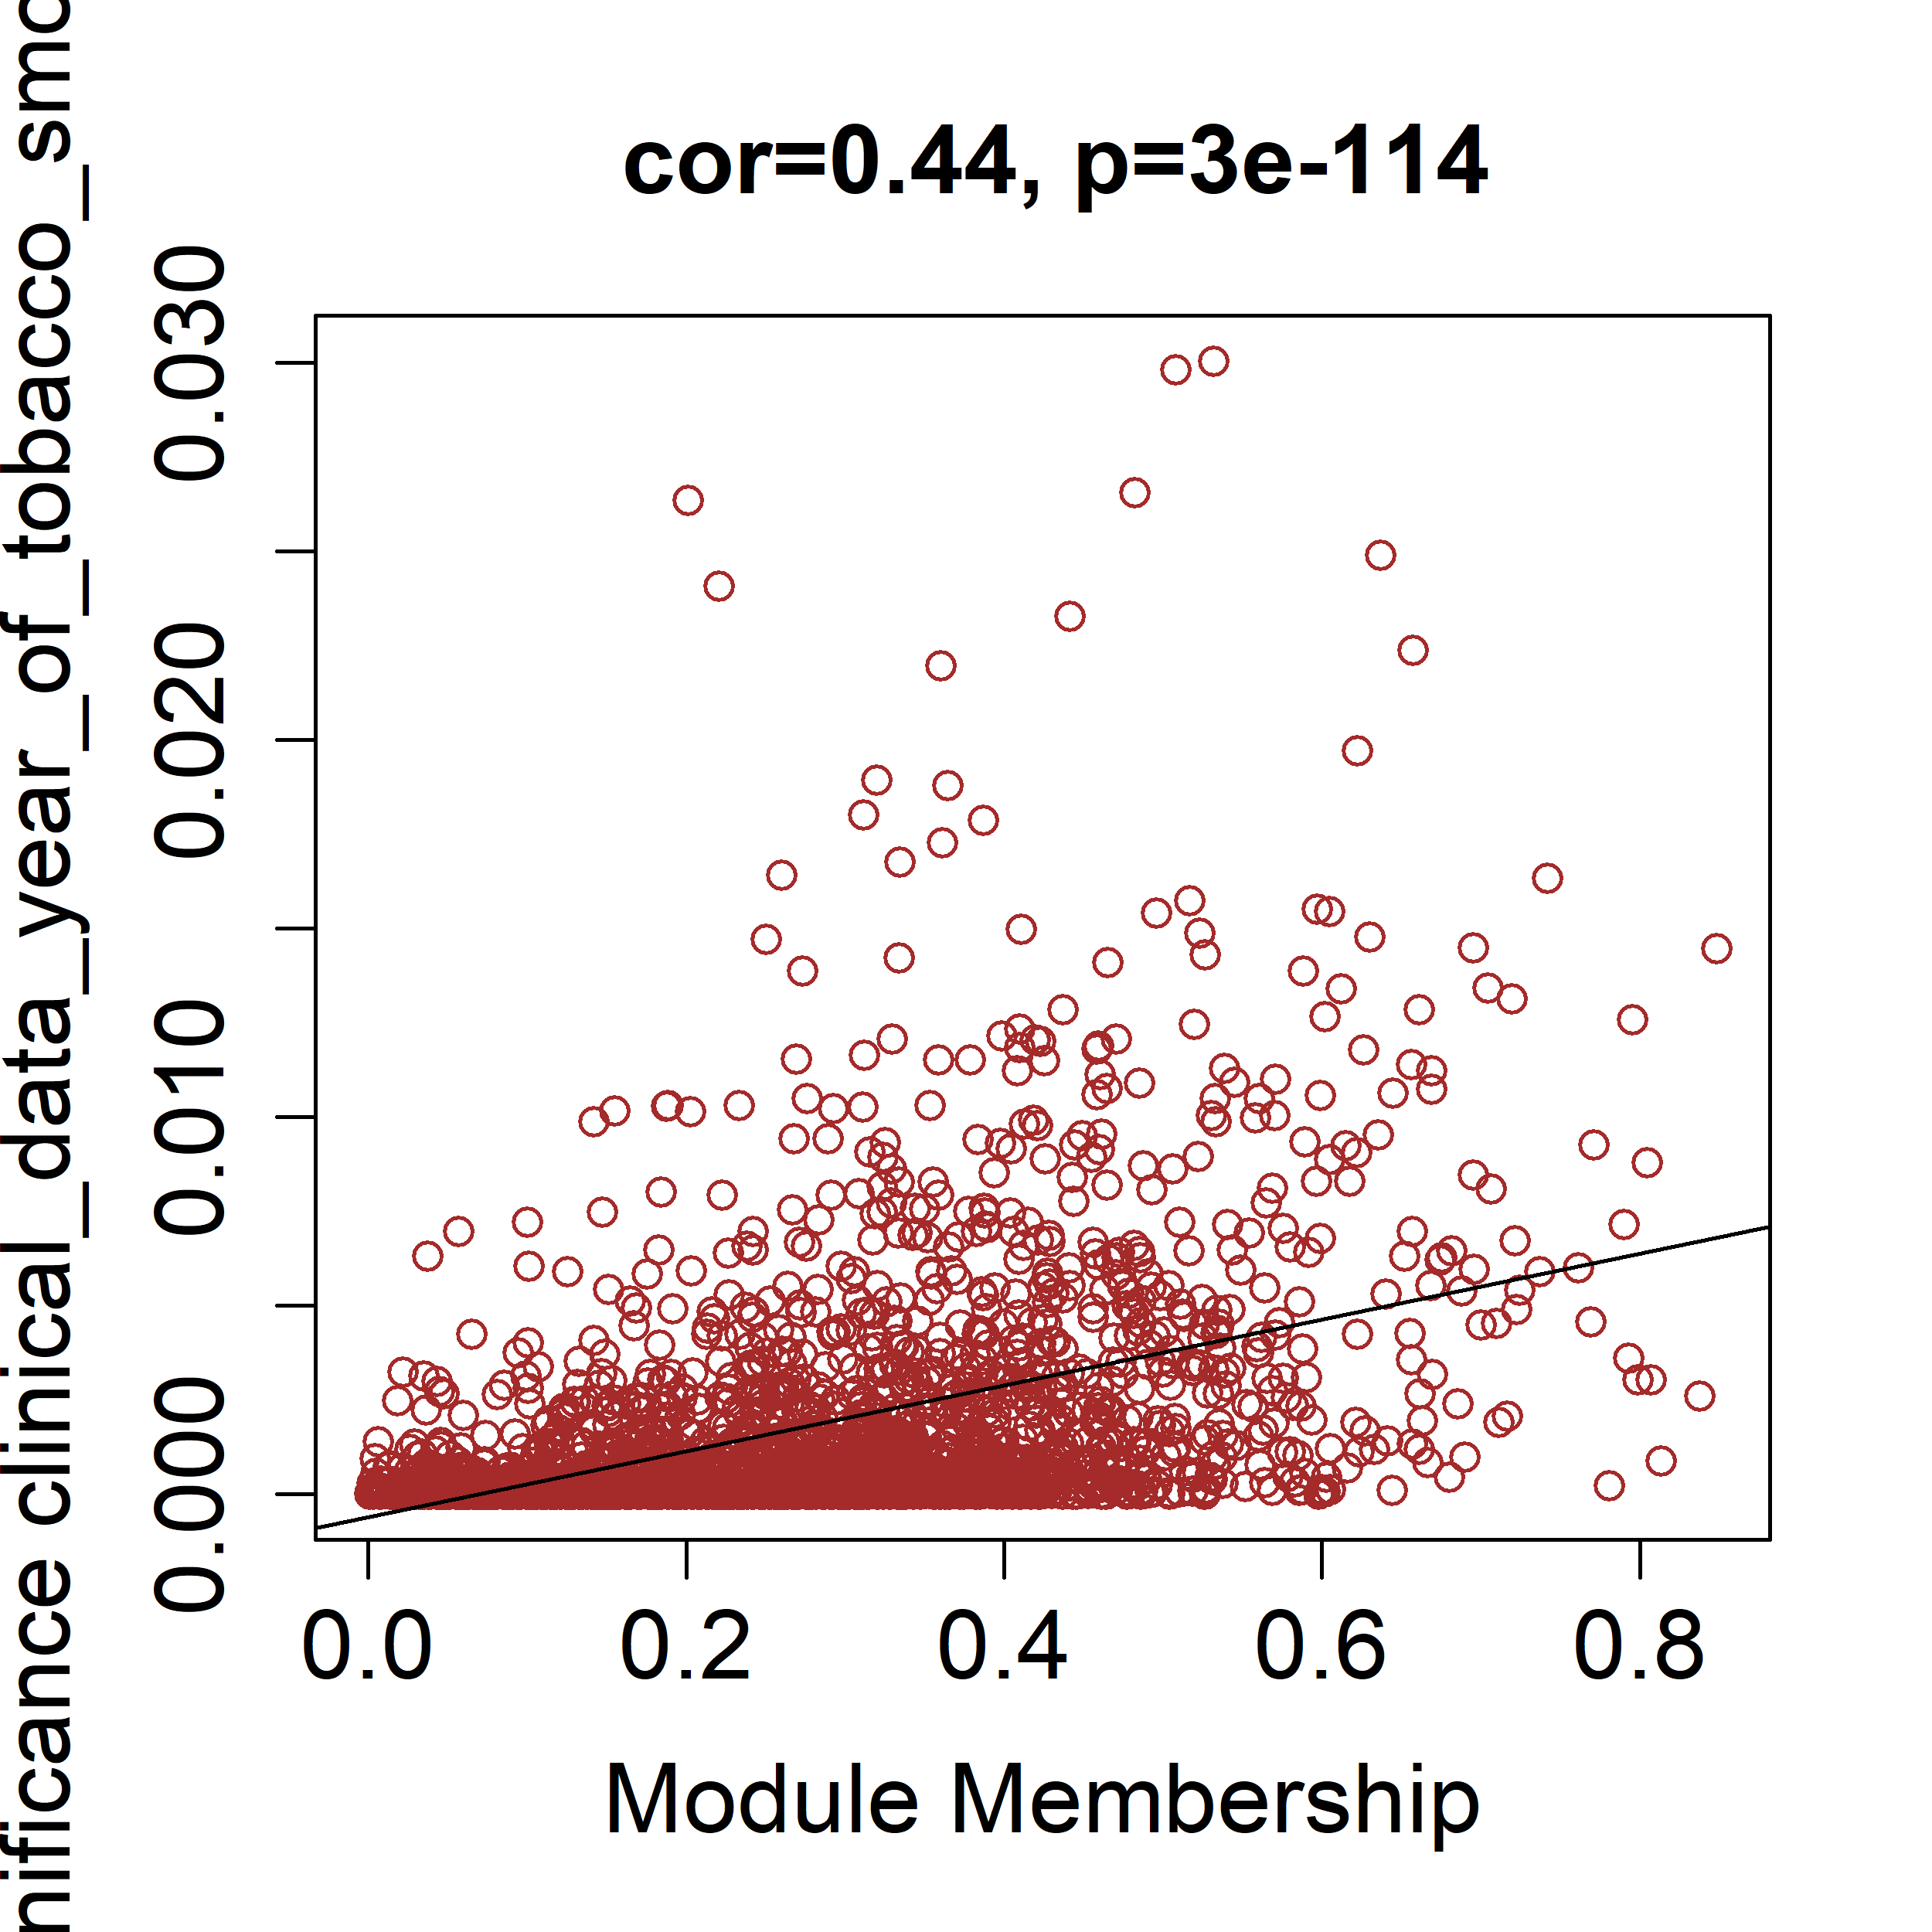 cor=0.44, p=3e-114
nificance clinical_data_year_of_tobacco_smo
0.030
0.020
0.010
0.000
0.0 0.2 0.4 0.6 0.8
Module Membership